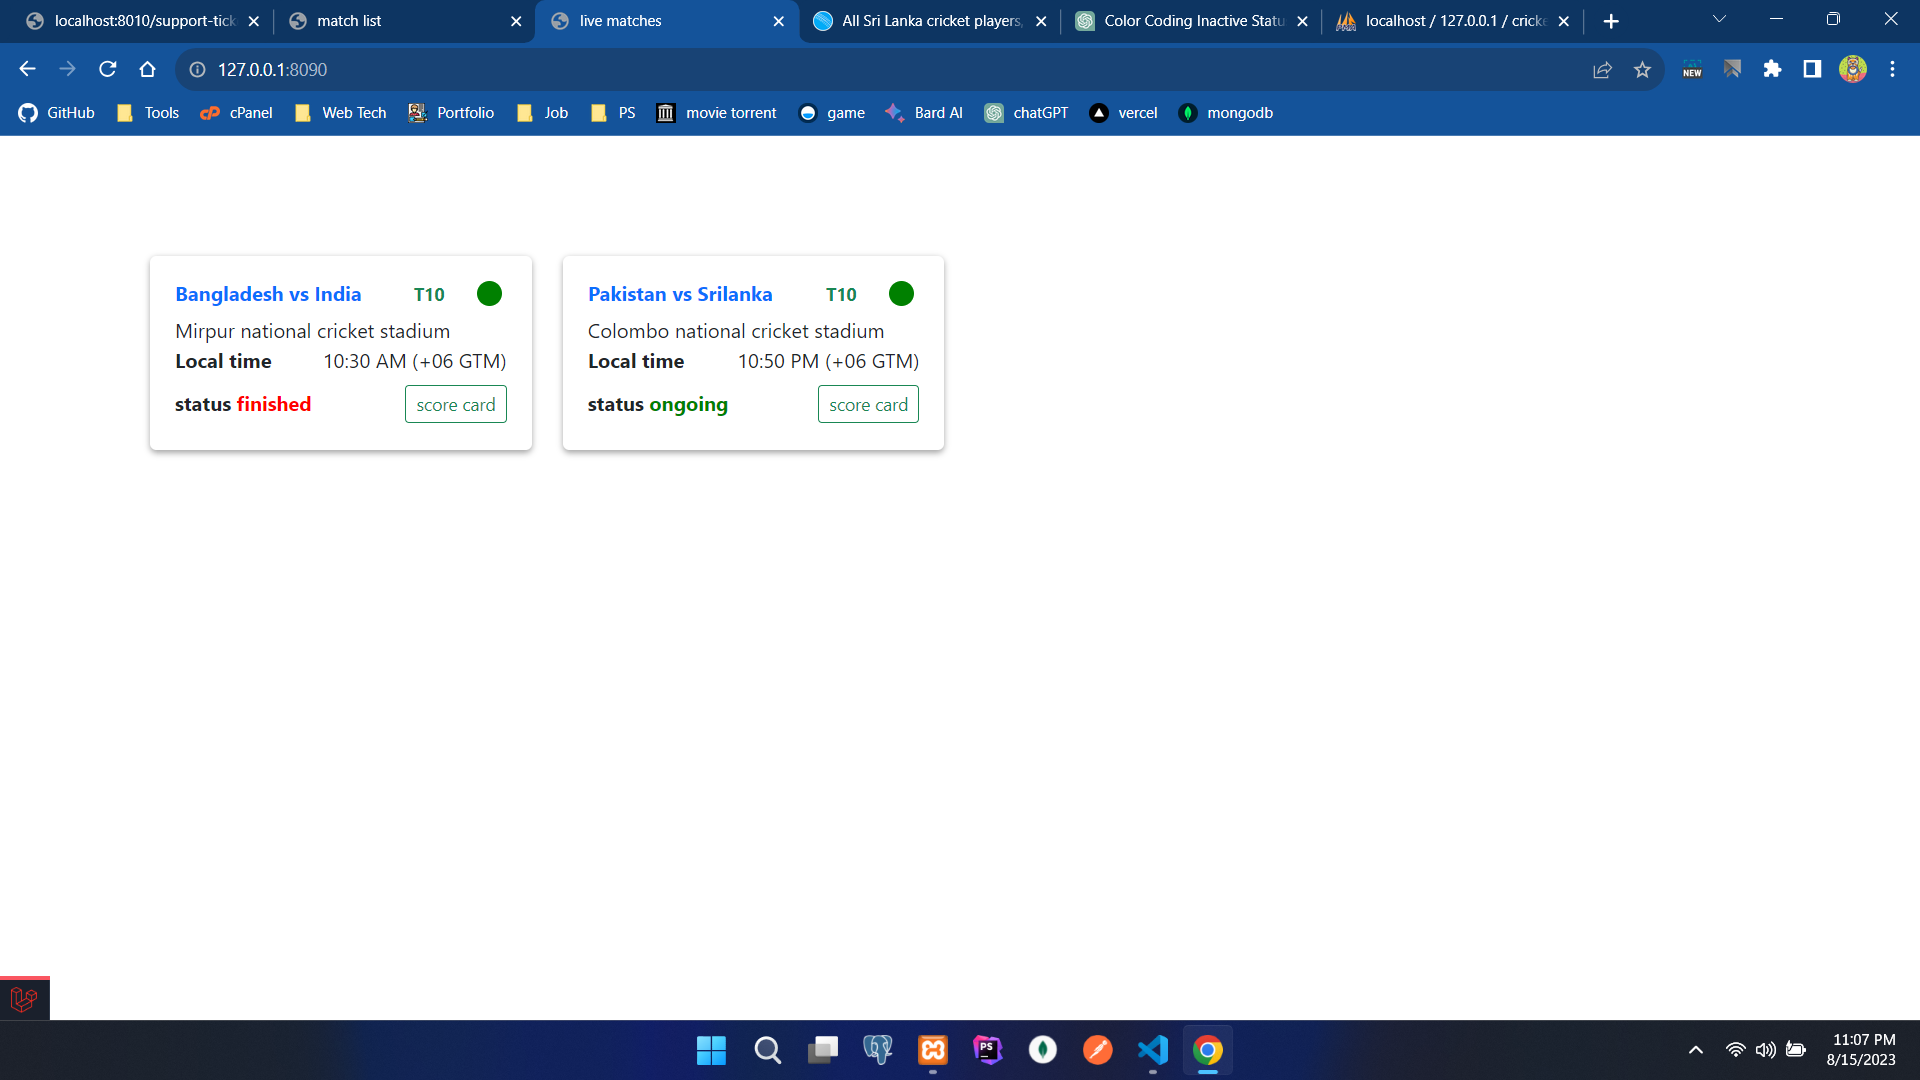 localhost:8010/support-tick
match list
live matches
All Sri Lanka cricket players,
Color Coding Inactive Statu
localhost / 127.0.0.1 / cricke
127.0.0.1:8090
NEW
GitHub
Tools
cPanel
Web Tech
Portfolio
Job
PS
movie torrent
game
Bard AI
chatGPT
vercel
mongodb
Bangladesh vs India T10
Mirpur national cricket stadium
Local time 10:30 AM (+06 GTM)
status finished score card
Pakistan vs Srilanka T10
Colombo national cricket stadium
Local time 10:50 PM (+06 GTM)
status ongoing score card
PS
11:07 PM
8/15/2023